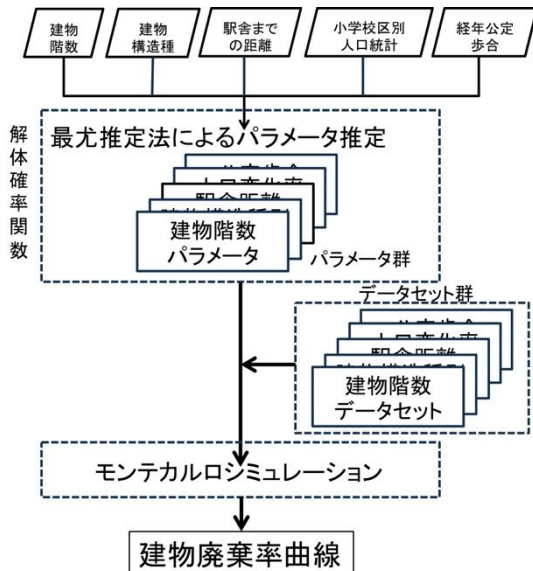 建物
階数
建物
構造種
駅舎まで
の距離
小学校区別
人口統計
経年公定
歩合
解体確率関数
最尤推定法によるパラメータ推定
建物階数
パラメータ
パラメータ群
データセット群
建物階数
データセット
モンテカルロシミュレーション
建物廃棄率曲線